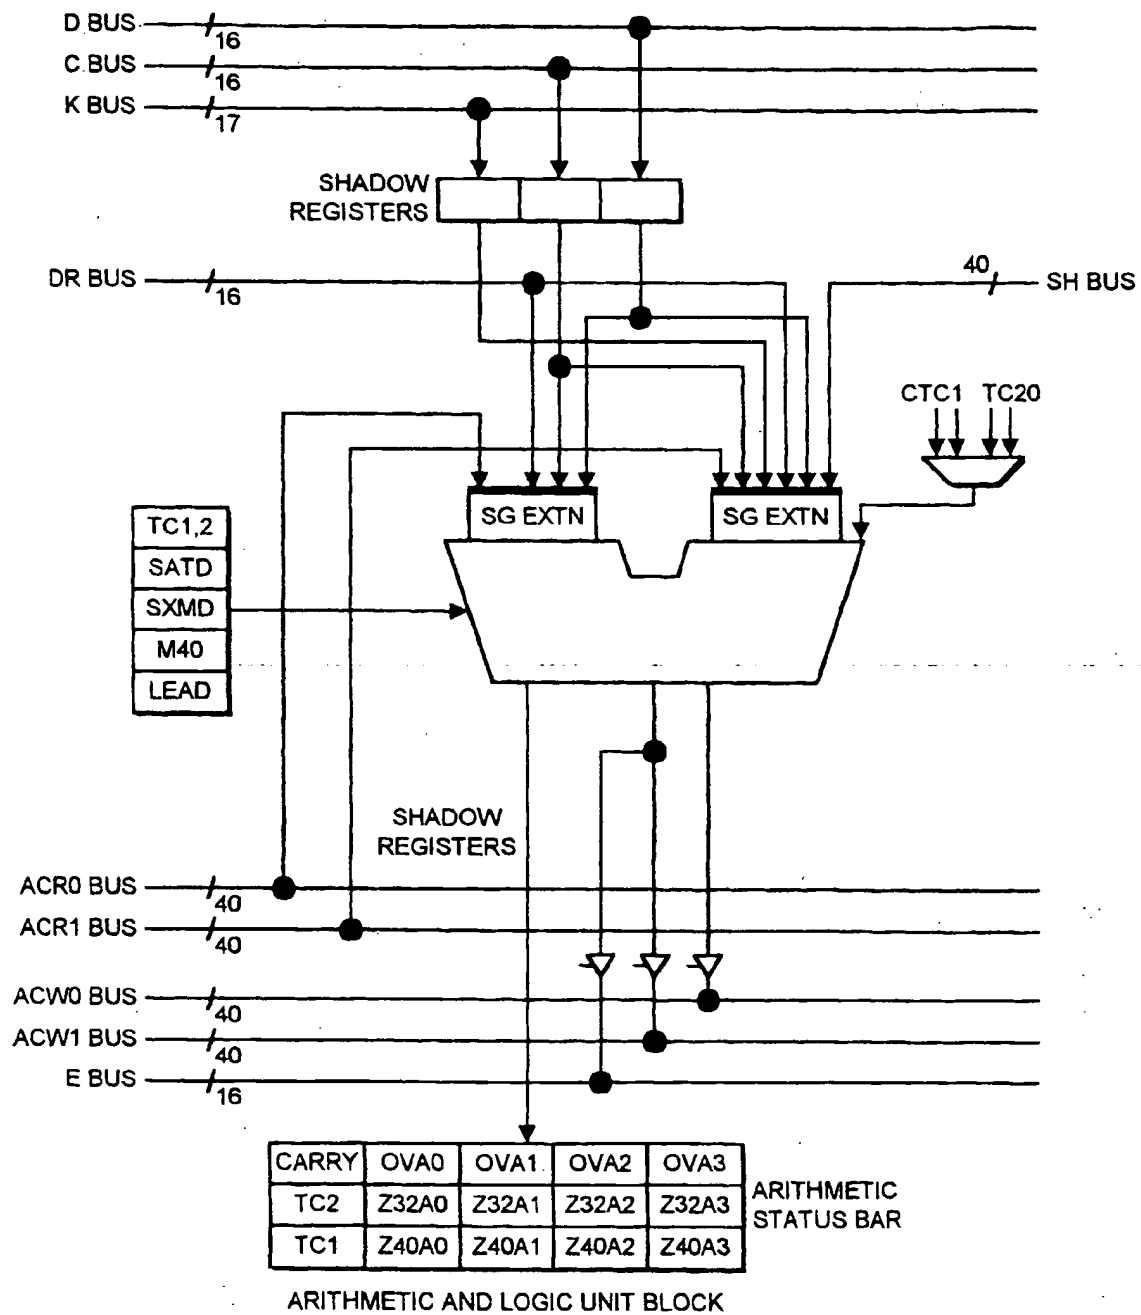 D BUS
16
C BUS
16
K BUS
17
SHADOW
REGISTERS
DR BUS
16
40
SH BUS
CTC1 TC20
SG EXTN
SG EXTN
TC1,2
SATD
SXMD
M40
LEAD
SHADOW
REGISTERS
ACR0 BUS
40
ACR1 BUS
40
ACW0 BUS
40
ACW1 BUS
40
E BUS
16
CARRY OVA0 OVA1 OVA2 OVA3
TC2 Z32A0 Z32A1 Z32A2 Z32A3
TC1 Z40A0 Z40A1 Z40A2 Z40A3
ARITHMETIC
STATUS BAR
ARITHMETIC AND LOGIC UNIT BLOCK